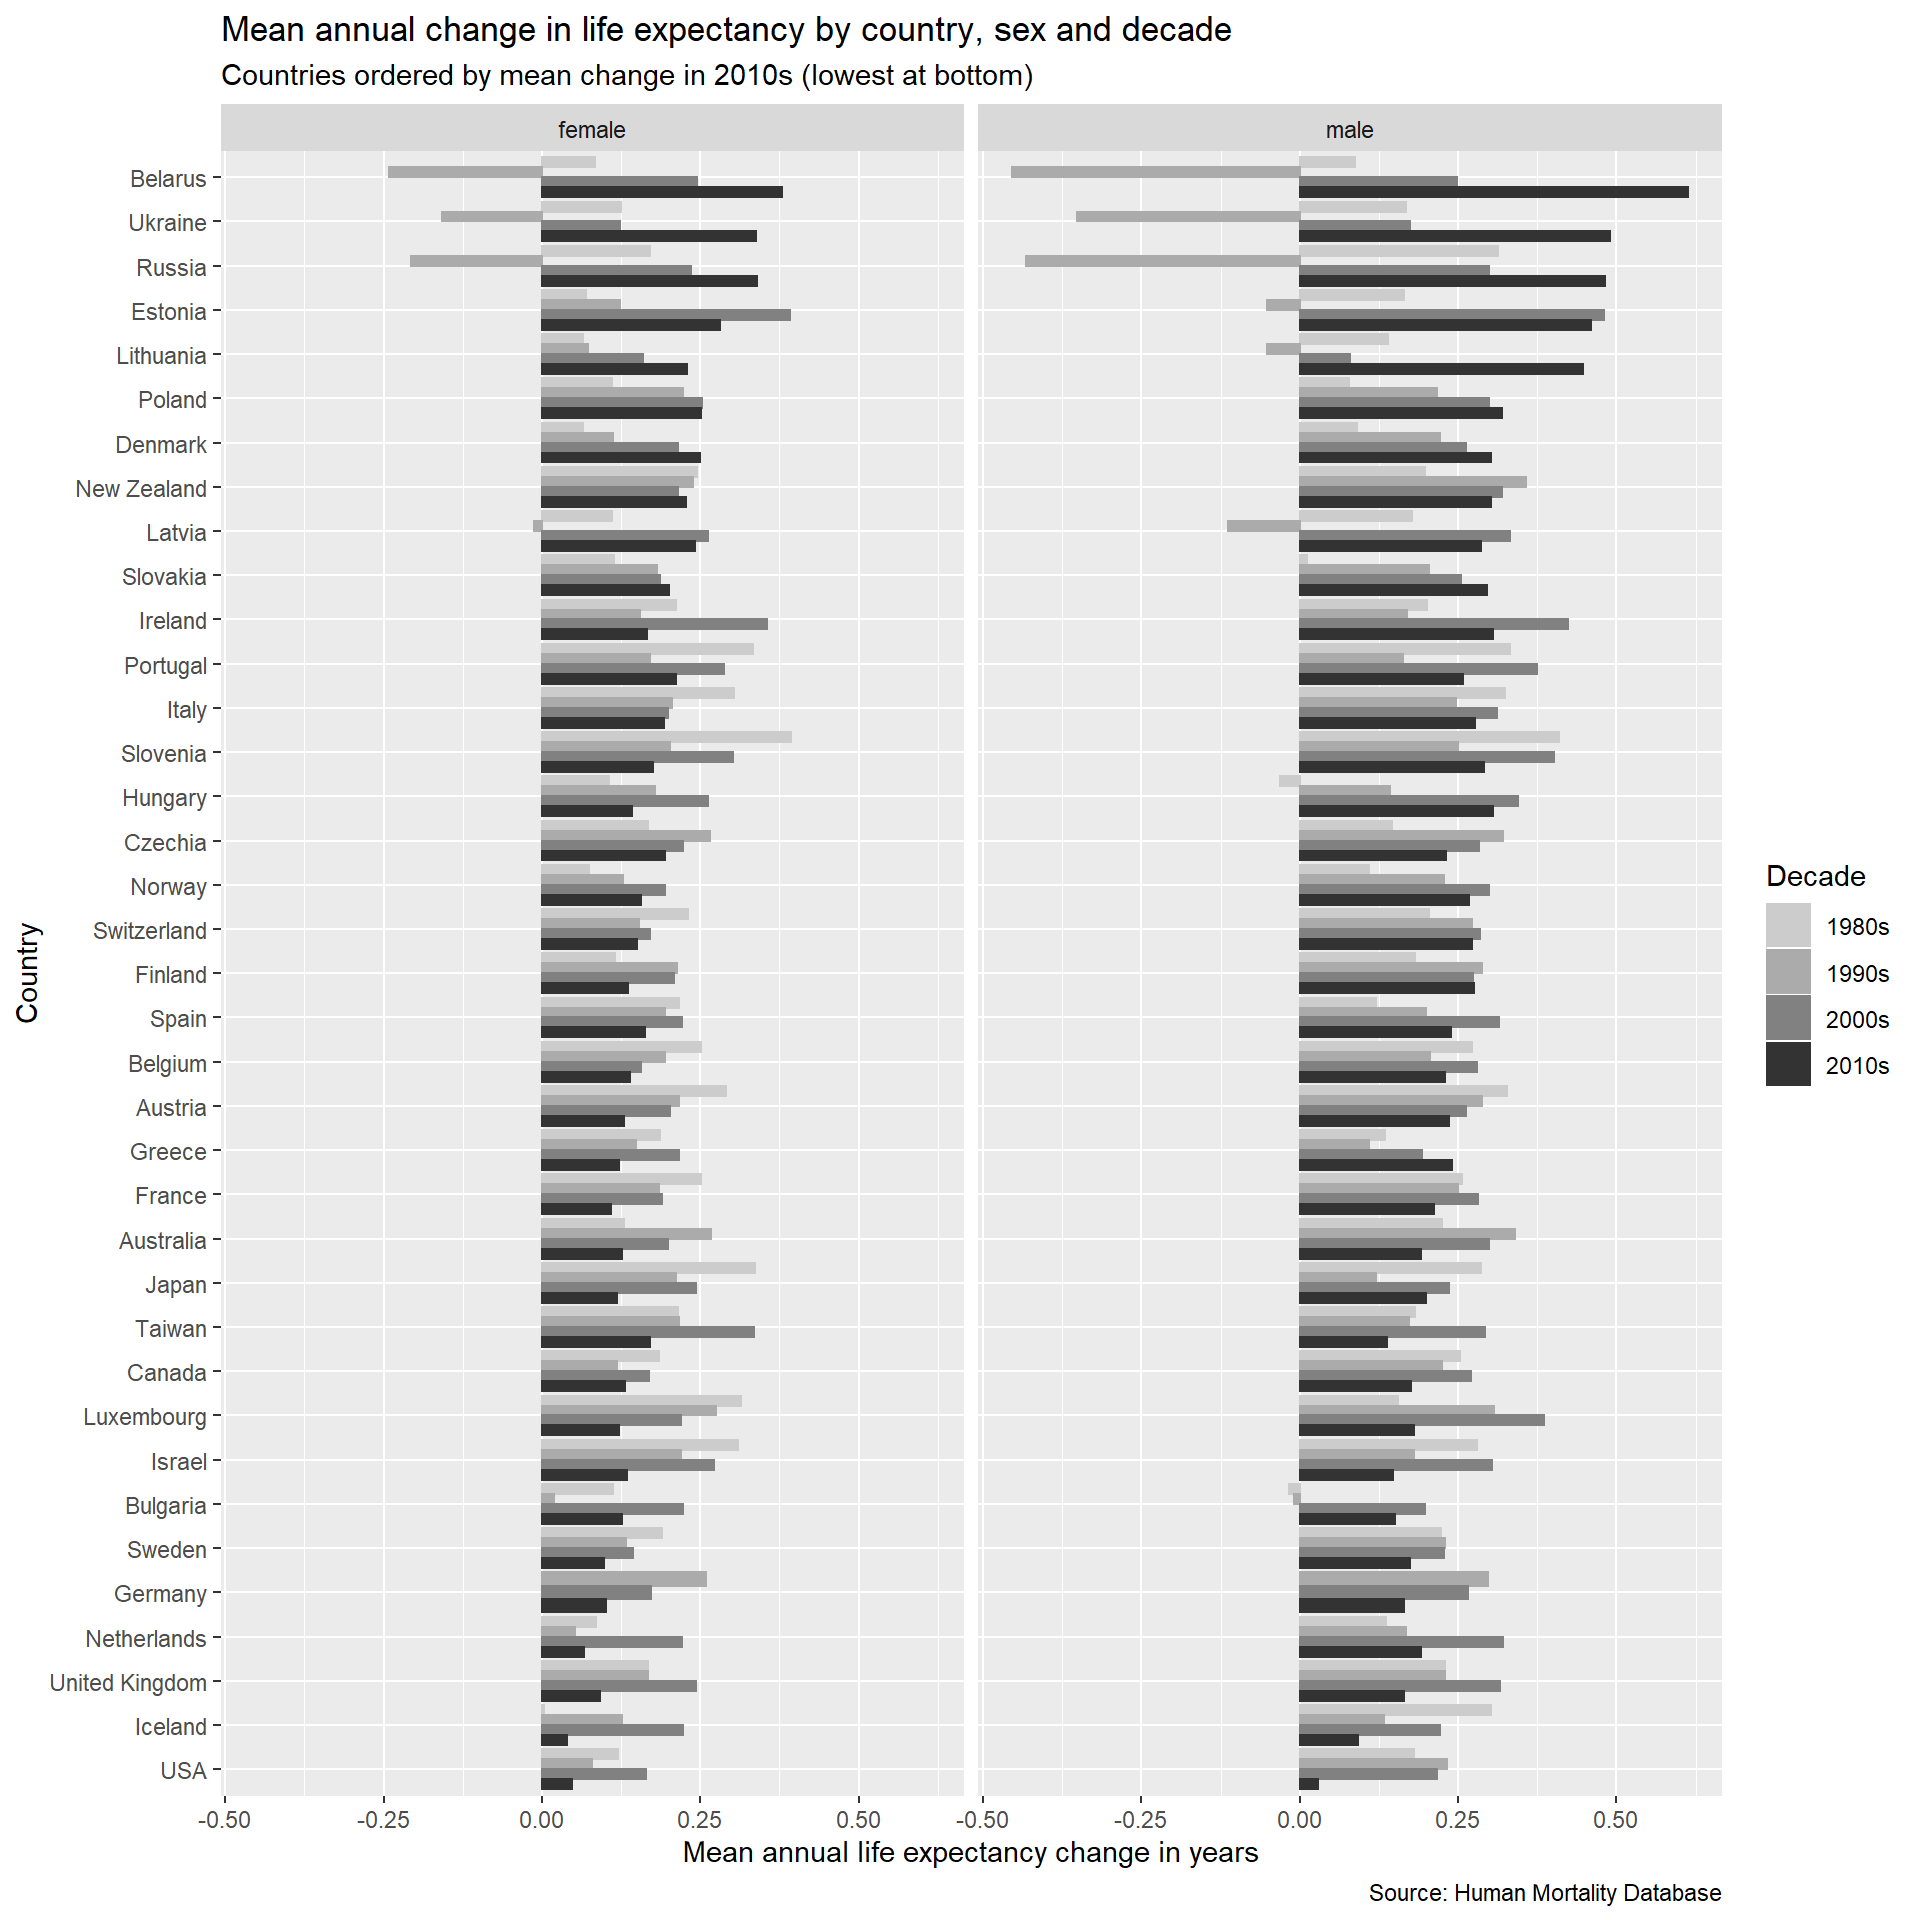 Mean annual change in life expectancy by country, sex and decade
Countries ordered by mean change in 2010s (lowest at bottom)
female
male
Belarus
Ukraine
Russia
Estonia
Lithuania
Poland
Denmark
New Zealand
Latvia
Slovakia
Ireland
Portugal
Italy
Slovenia
Hungary
Czechia
Norway
Switzerland
Finland
Spain
Belgium
Austria
Greece
France
Australia
Japan
Taiwan
Canada
Luxembourg
Israel
Bulgaria
Sweden
Germany
Netherlands
United Kingdom
Iceland
USA
Country
-0.50 -0.25 0.00 0.25 0.50
-0.50 -0.25 0.00 0.25 0.50
Mean annual life expectancy change in years
Decade
1980s
1990s
2000s
2010s
Source: Human Mortality Database